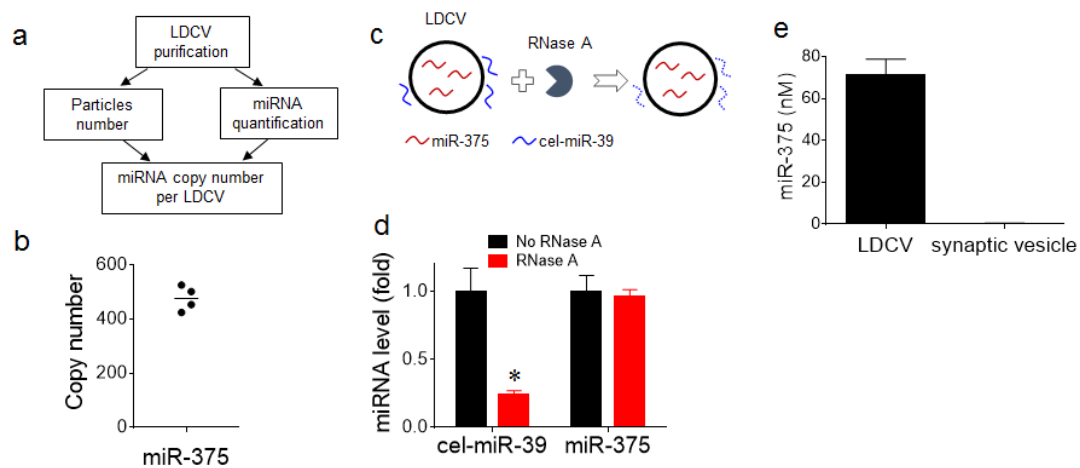 a
LDCV
purification
Particles
number
miRNA
quantification
miRNA copy number
per LDCV
b
Copy number
600
400
200
0
miR-375
c
LDCV
RNase A
miR-375
cel-miR-39
d
miRNA level (fold)
No RNase A
RNase A
1.0
0.5
0.0
*
cel-miR-39
miR-375
e
miR-375 (nM)
80
60
40
20
0
LDCV
synaptic vesicle